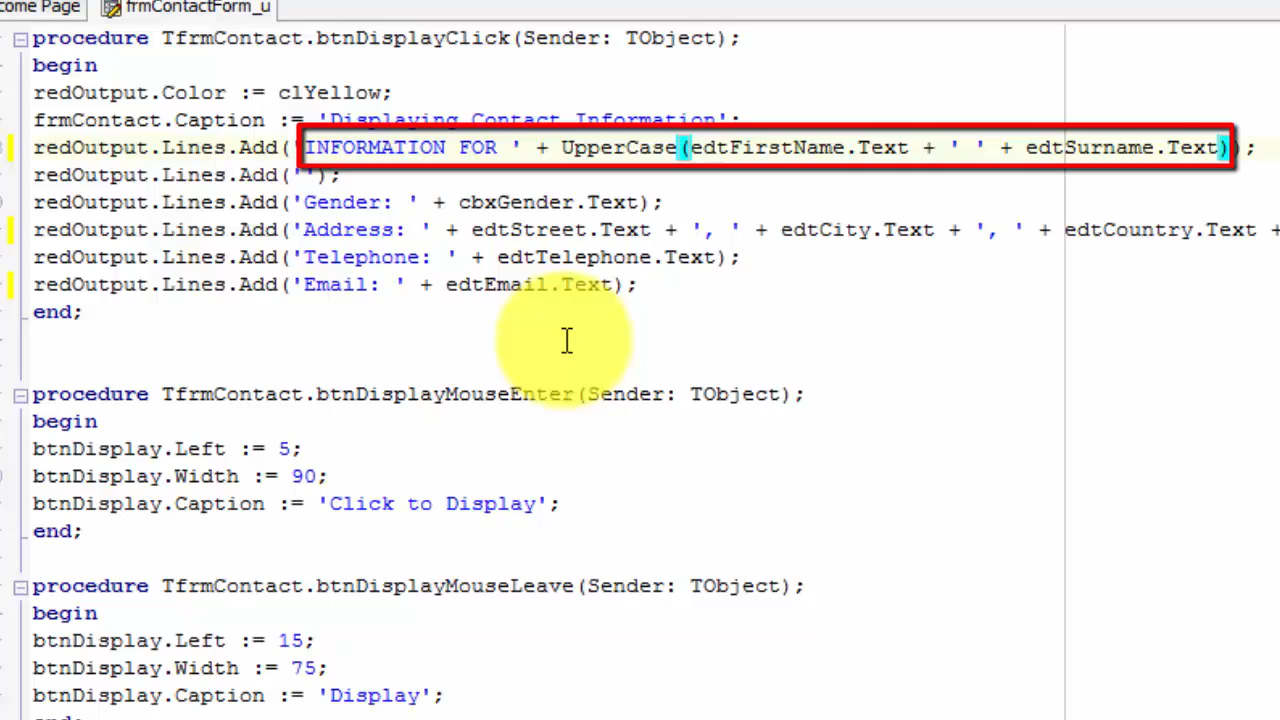 come Page frmContactForm_u
procedure TfrmContact.btnDisplayClick(Sender: TObject);
begin
redOutput.Color := clYellow;
frmContact.Caption := 'Displaying Contact Information';
redOutput.Lines.Add('INFORMATION FOR ' + UpperCase(edtFirstName.Text + ' ' + edtSurname.Text));
redOutput.Lines.Add('');
redOutput.Lines.Add('Gender: ' + cbxGender.Text);
redOutput.Lines.Add('Address: ' + edtStreet.Text + ', ' + edtCity.Text + ', ' + edtCountry.Text +
redOutput.Lines.Add('Telephone: ' + edtTelephone.Text);
redOutput.Lines.Add('Email: ' + edtEmail.Text);
end;
procedure TfrmContact.btnDisplayMouseEnter(Sender: TObject);
begin
btnDisplay.Left := 5;
btnDisplay.Width := 90;
btnDisplay.Caption := 'Click to Display';
end;
procedure TfrmContact.btnDisplayMouseLeave(Sender: TObject);
begin
btnDisplay.Left := 15;
btnDisplay.Width := 75;
btnDisplay.Caption := 'Display';
end;